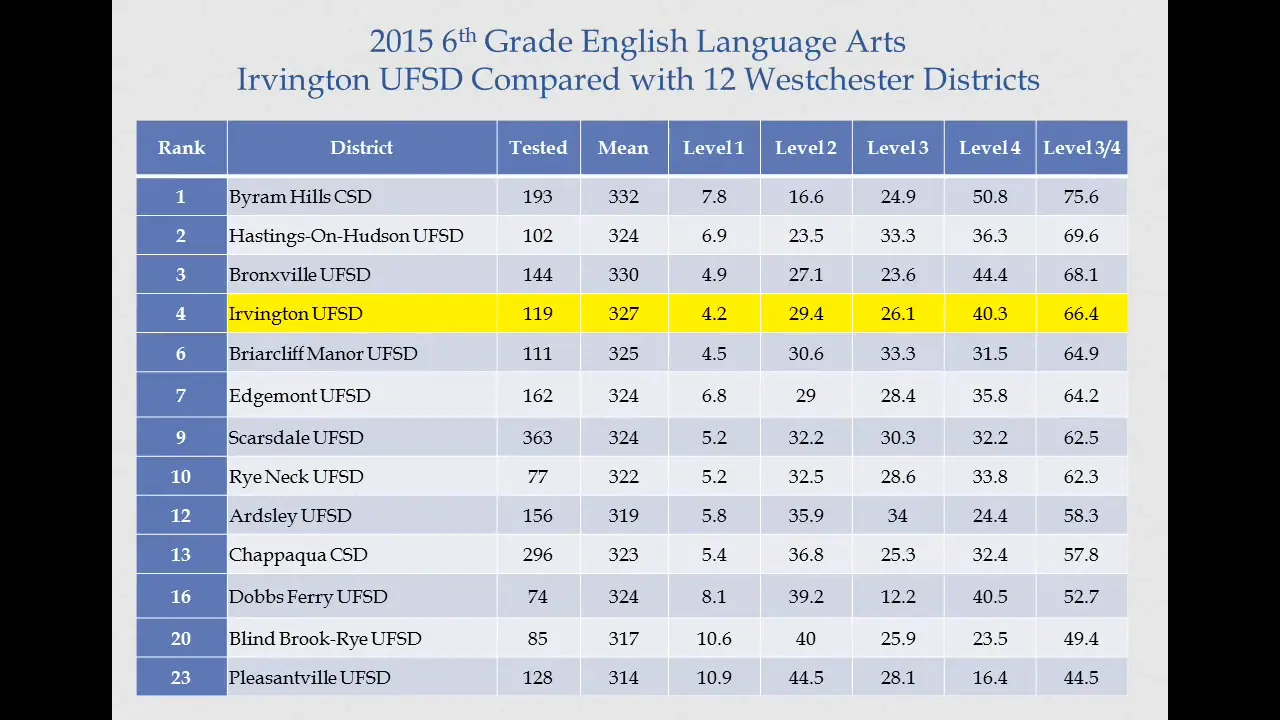 2015 6th Grade English Language Arts
Irvington UFSD Compared with 12 Westchester Districts
Rank District Tested Mean Level 1 Level 2 Level 3 Level 4 Level 3/4
1 Byram Hills CSD 193 332 7.8 16.6 24.9 50.8 75.6
2 Hastings-On-Hudson UFSD 102 324 6.9 23.5 33.3 36.3 69.6
3 Bronxville UFSD 144 330 4.9 27.1 23.6 44.4 68.1
4 Irvington UFSD 119 327 4.2 29.4 26.1 40.3 66.4
6 Briarcliff Manor UFSD 111 325 4.5 30.6 33.3 31.5 64.9
7 Edgemont UFSD 162 324 6.8 29 28.4 35.8 64.2
9 Scarsdale UFSD 363 324 5.2 32.2 30.3 32.2 62.5
10 Rye Neck UFSD 77 322 5.2 32.5 28.6 33.8 62.3
12 Ardsley UFSD 156 319 5.8 35.9 34 24.4 58.3
13 Chappaqua CSD 296 323 5.4 36.8 25.3 32.4 57.8
16 Dobbs Ferry UFSD 74 324 8.1 39.2 12.2 40.5 52.7
20 Blind Brook-Rye UFSD 85 317 10.6 40 25.9 23.5 49.4
23 Pleasantville UFSD 128 314 10.9 44.5 28.1 16.4 44.5